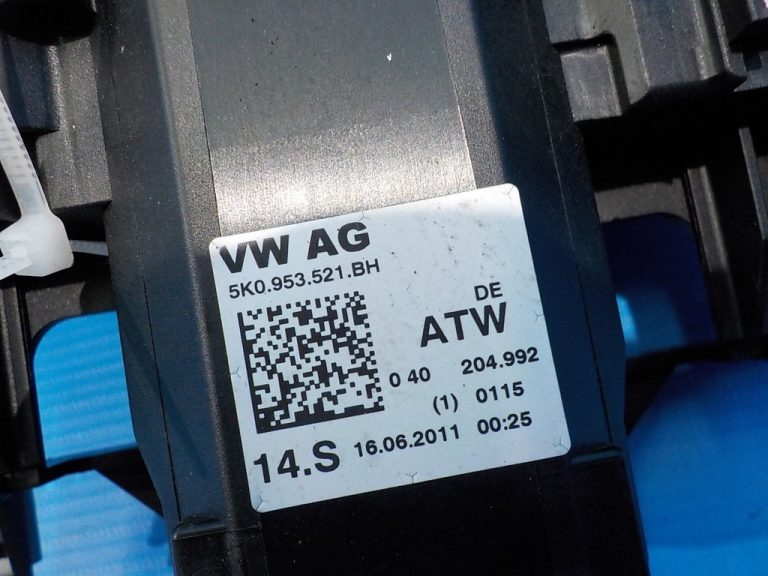 VW AG
5K0.953.521.BH
DE
ATW
0 40 204.992
(1) 0115
14.S 16.06.2011 00:25